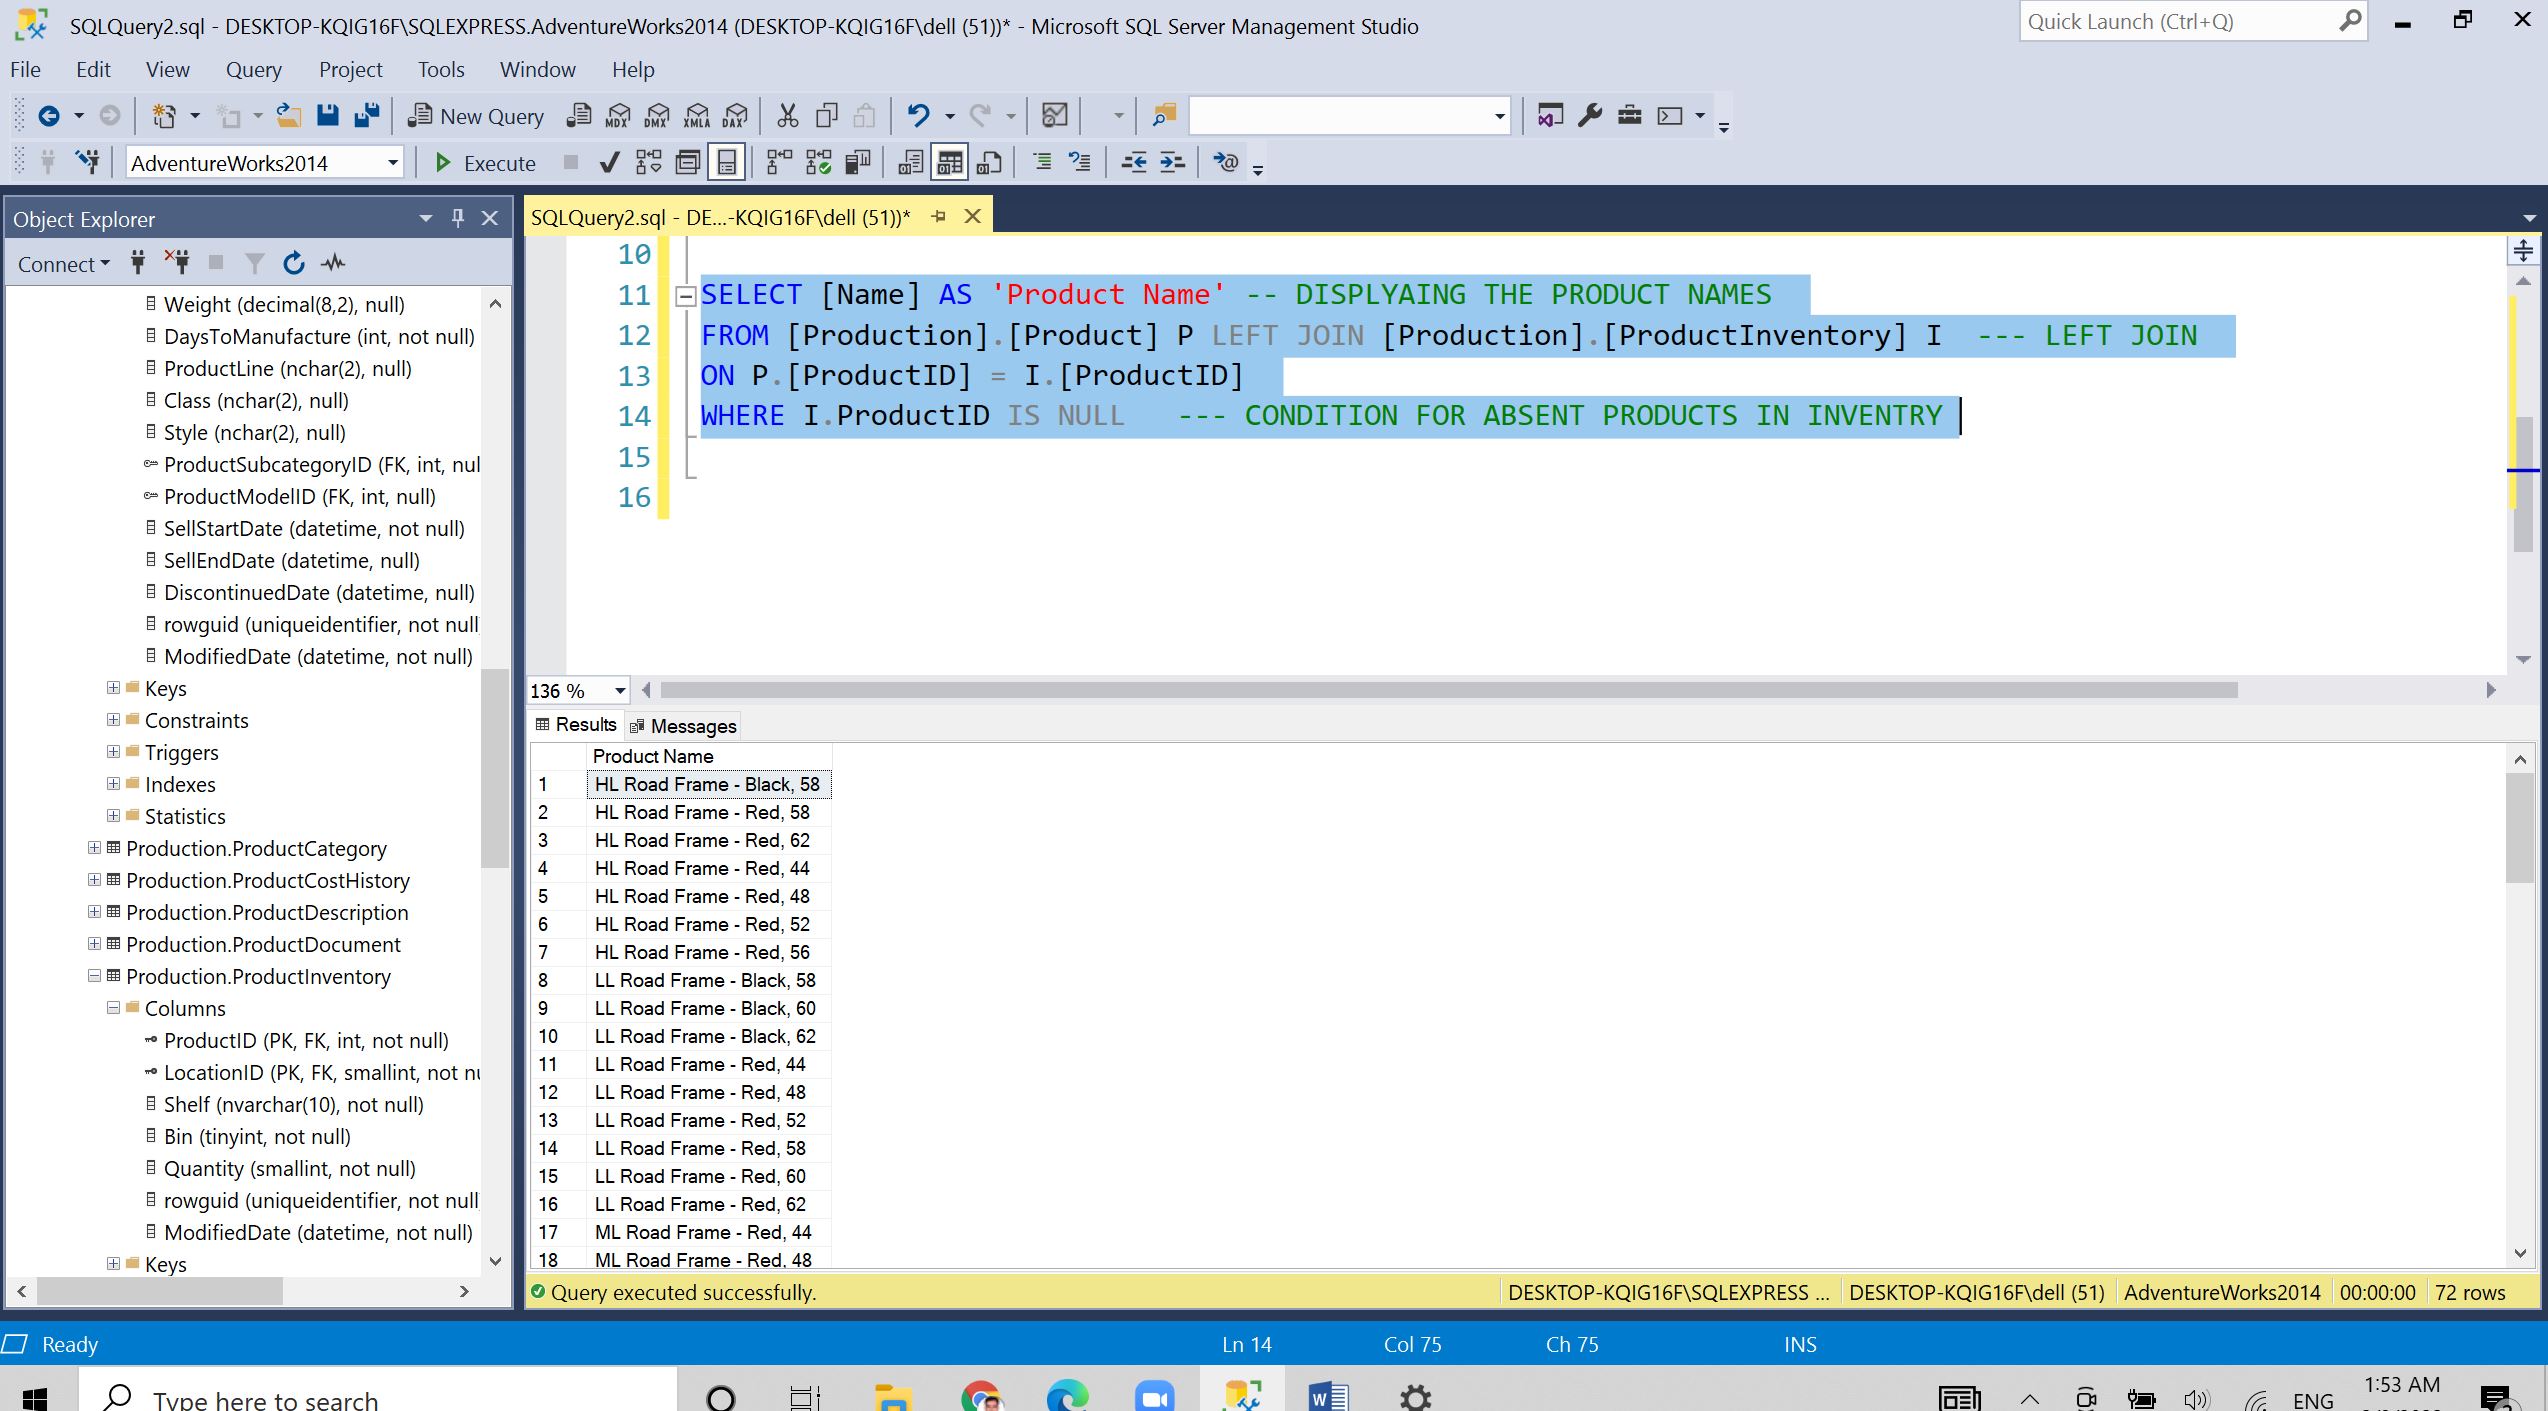 SQLQuery2.sql - DESKTOP-KQIG16F\SQLEXPRESS.AdventureWorks2014 (DESKTOP-KQIG16F\dell (51))* - Microsoft SQL Server Management Studio
Quick Launch (Ctrl+Q)
File Edit View Query Project Tools Window Help
New Query MDX DMX XMLA DAX
AdventureWorks2014 Execute
Object Explorer
Connect
Weight (decimal(8,2), null)
DaysToManufacture (int, not null)
ProductLine (nchar(2), null)
Class (nchar(2), null)
Style (nchar(2), null)
ProductSubcategoryID (FK, int, nul
ProductModelID (FK, int, null)
SellStartDate (datetime, not null)
SellEndDate (datetime, null)
DiscontinuedDate (datetime, null)
rowguid (uniqueidentifier, not null
ModifiedDate (datetime, not null)
Keys
Constraints
Triggers
Indexes
Statistics
Production.ProductCategory
Production.ProductCostHistory
Production.ProductDescription
Production.ProductDocument
Production.ProductInventory
Columns
ProductID (PK, FK, int, not null)
LocationID (PK, FK, smallint, not nu
Shelf (nvarchar(10), not null)
Bin (tinyint, not null)
Quantity (smallint, not null)
rowguid (uniqueidentifier, not null
ModifiedDate (datetime, not null)
Keys
SQLQuery2.sql - DE...-KQIG16F\dell (51))*
10
11 SELECT [Name] AS 'Product Name' -- DISPLYAING THE PRODUCT NAMES
12 FROM [Production].[Product] P LEFT JOIN [Production].[ProductInventory] I --- LEFT JOIN
13 ON P.[ProductID] = I.[ProductID]
14 WHERE I.ProductID IS NULL --- CONDITION FOR ABSENT PRODUCTS IN INVENTRY
15
16
136 %
Results Messages
Product Name
1 HL Road Frame - Black, 58
2 HL Road Frame - Red, 58
3 HL Road Frame - Red, 62
4 HL Road Frame - Red, 44
5 HL Road Frame - Red, 48
6 HL Road Frame - Red, 52
7 HL Road Frame - Red, 56
8 LL Road Frame - Black, 58
9 LL Road Frame - Black, 60
10 LL Road Frame - Black, 62
11 LL Road Frame - Red, 44
12 LL Road Frame - Red, 48
13 LL Road Frame - Red, 52
14 LL Road Frame - Red, 58
15 LL Road Frame - Red, 60
16 LL Road Frame - Red, 62
17 ML Road Frame - Red, 44
18 ML Road Frame - Red, 48
Query executed successfully. DESKTOP-KQIG16F\SQLEXPRESS ... DESKTOP-KQIG16F\dell (51) AdventureWorks2014 00:00:00 72 rows
Ready Ln 14 Col 75 Ch 75 INS
Type here to search
ENG 1:53 AM